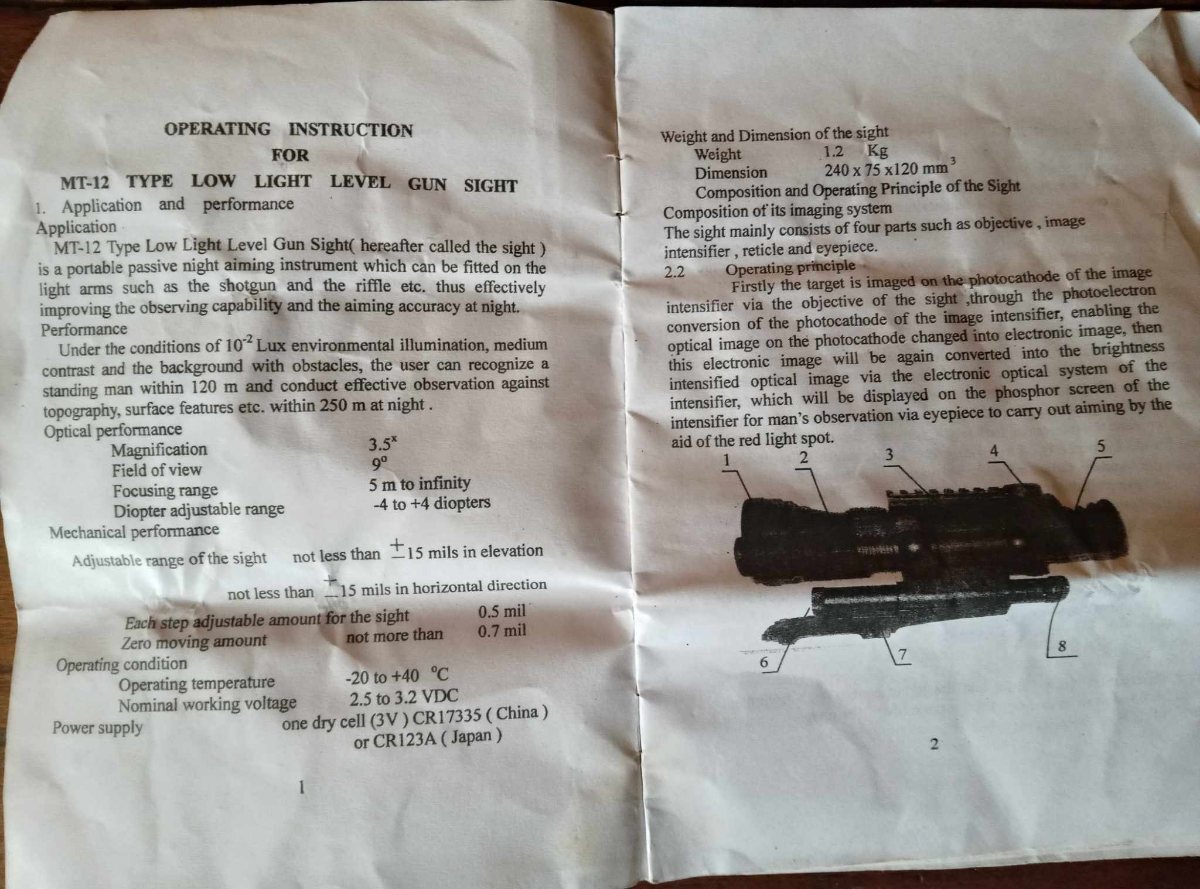 OPERATING INSTRUCTION
FOR
MT-12 TYPE LOW LIGHT LEVEL GUN SIGHT
1. Application and performance
Application
MT-12 Type Low Light Level Gun Sight( hereafter called the sight )
is a portable passive night aiming instrument which can be fitted on the
light arms such as the shotgun and the riffle etc. thus effectively
improving the observing capability and the aiming accuracy at night.
Performance
Under the conditions of 10⁻² Lux environmental illumination, medium
contrast and the background with obstacles, the user can recognize a
standing man within 120 m and conduct effective observation against
topography, surface features etc. within 250 m at night .
Optical performance
Magnification 3.5ˣ
Field of view 9⁰
Focusing range 5 m to infinity
Diopter adjustable range -4 to +4 diopters
Mechanical performance
Adjustable range of the sight not less than ±15 mils in elevation
not less than ±15 mils in horizontal direction
Each step adjustable amount for the sight 0.5 mil
Zero moving amount not more than 0.7 mil
Operating condition
Operating temperature -20 to +40 ⁰C
Nominal working voltage 2.5 to 3.2 VDC
Power supply one dry cell (3V ) CR17335 ( China )
or CR123A ( Japan )
1
Weight and Dimension of the sight
Weight 1.2 Kg
Dimension 240 x 75 x120 mm³
Composition and Operating Principle of the Sight
Composition of its imaging system
The sight mainly consists of four parts such as objective , image
intensifier , reticle and eyepiece.
2.2 Operating principle
Firstly the target is imaged on the photocathode of the image
intensifier via the objective of the sight ,through the photoelectron
conversion of the photocathode of the image intensifier, enabling the
optical image on the photocathode changed into electronic image, then
this electronic image will be again converted into the brightness
intensified optical image via the electronic optical system of the
intensifier, which will be displayed on the phosphor screen of the
intensifier for man's observation via eyepiece to carry out aiming by the
aid of the red light spot.
1 2 3 4 5
6 7 8
2